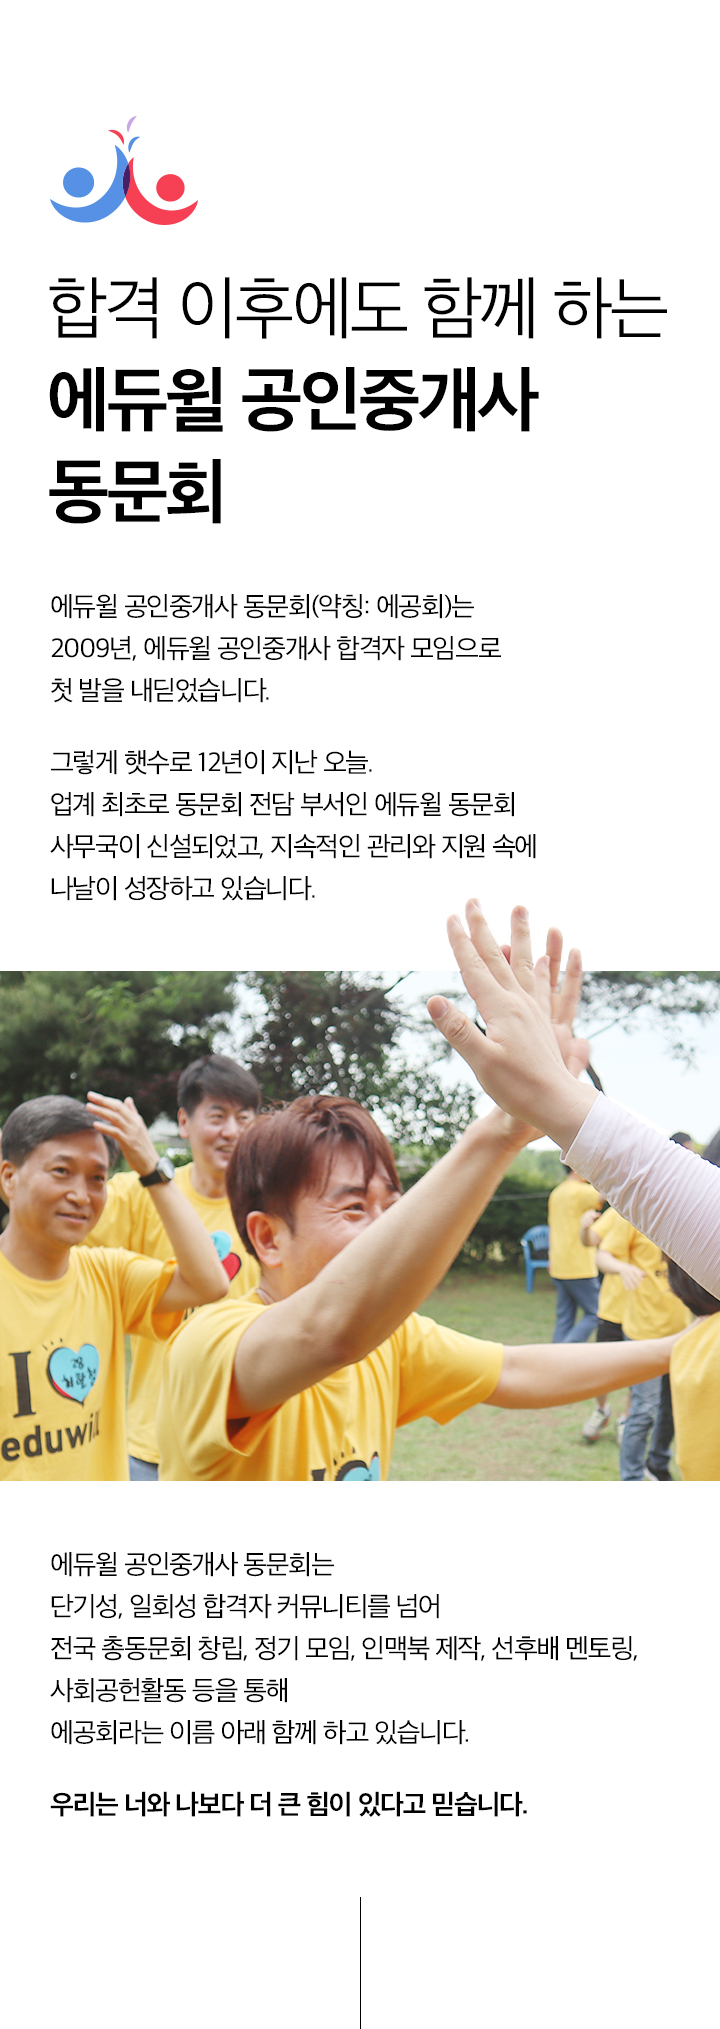 합격 이후에도 함께 하는
에듀윌 공인중개사
동문회
에듀윌 공인중개사 동문회(약칭: 에공회)는
2009년, 에듀윌 공인중개사 합격자 모임으로
첫 발을 내딛었습니다.
그렇게 햇수로 12년이 지난 오늘.
업계 최초로 동문회 전담 부서인 에듀윌 동문회
사무국이 신설되었고, 지속적인 관리와 지원 속에
나날이 성장하고 있습니다.
I
eduwill
에듀윌 공인중개사 동문회는
단기성, 일회성 합격자 커뮤니티를 넘어
전국 총동문회 창립, 정기 모임, 인맥북 제작, 선후배 멘토링,
사회공헌활동 등을 통해
에공회라는 이름 아래 함께 하고 있습니다.
우리는 너와 나보다 더 큰 힘이 있다고 믿습니다.